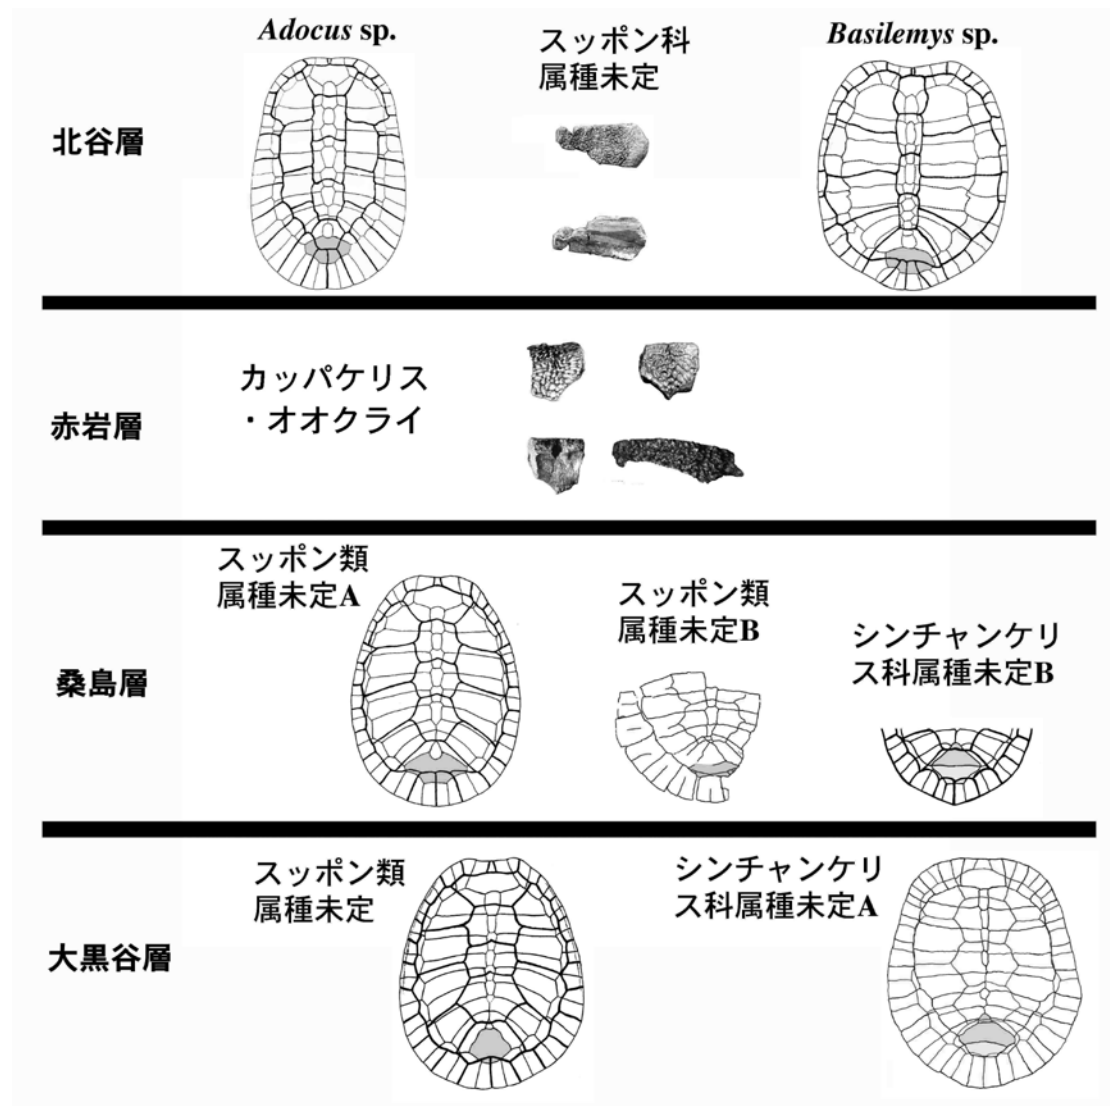 Adocus sp.
スッポン科
属種未定
Basilemys sp.
北谷層
カッパケリス
・オオクライ
赤岩層
スッポン類
属種未定A
スッポン類
属種未定B
シンチャンケリ
ス科属種未定B
桑島層
スッポン類
属種未定
シンチャンケリ
ス科属種未定A
大黒谷層